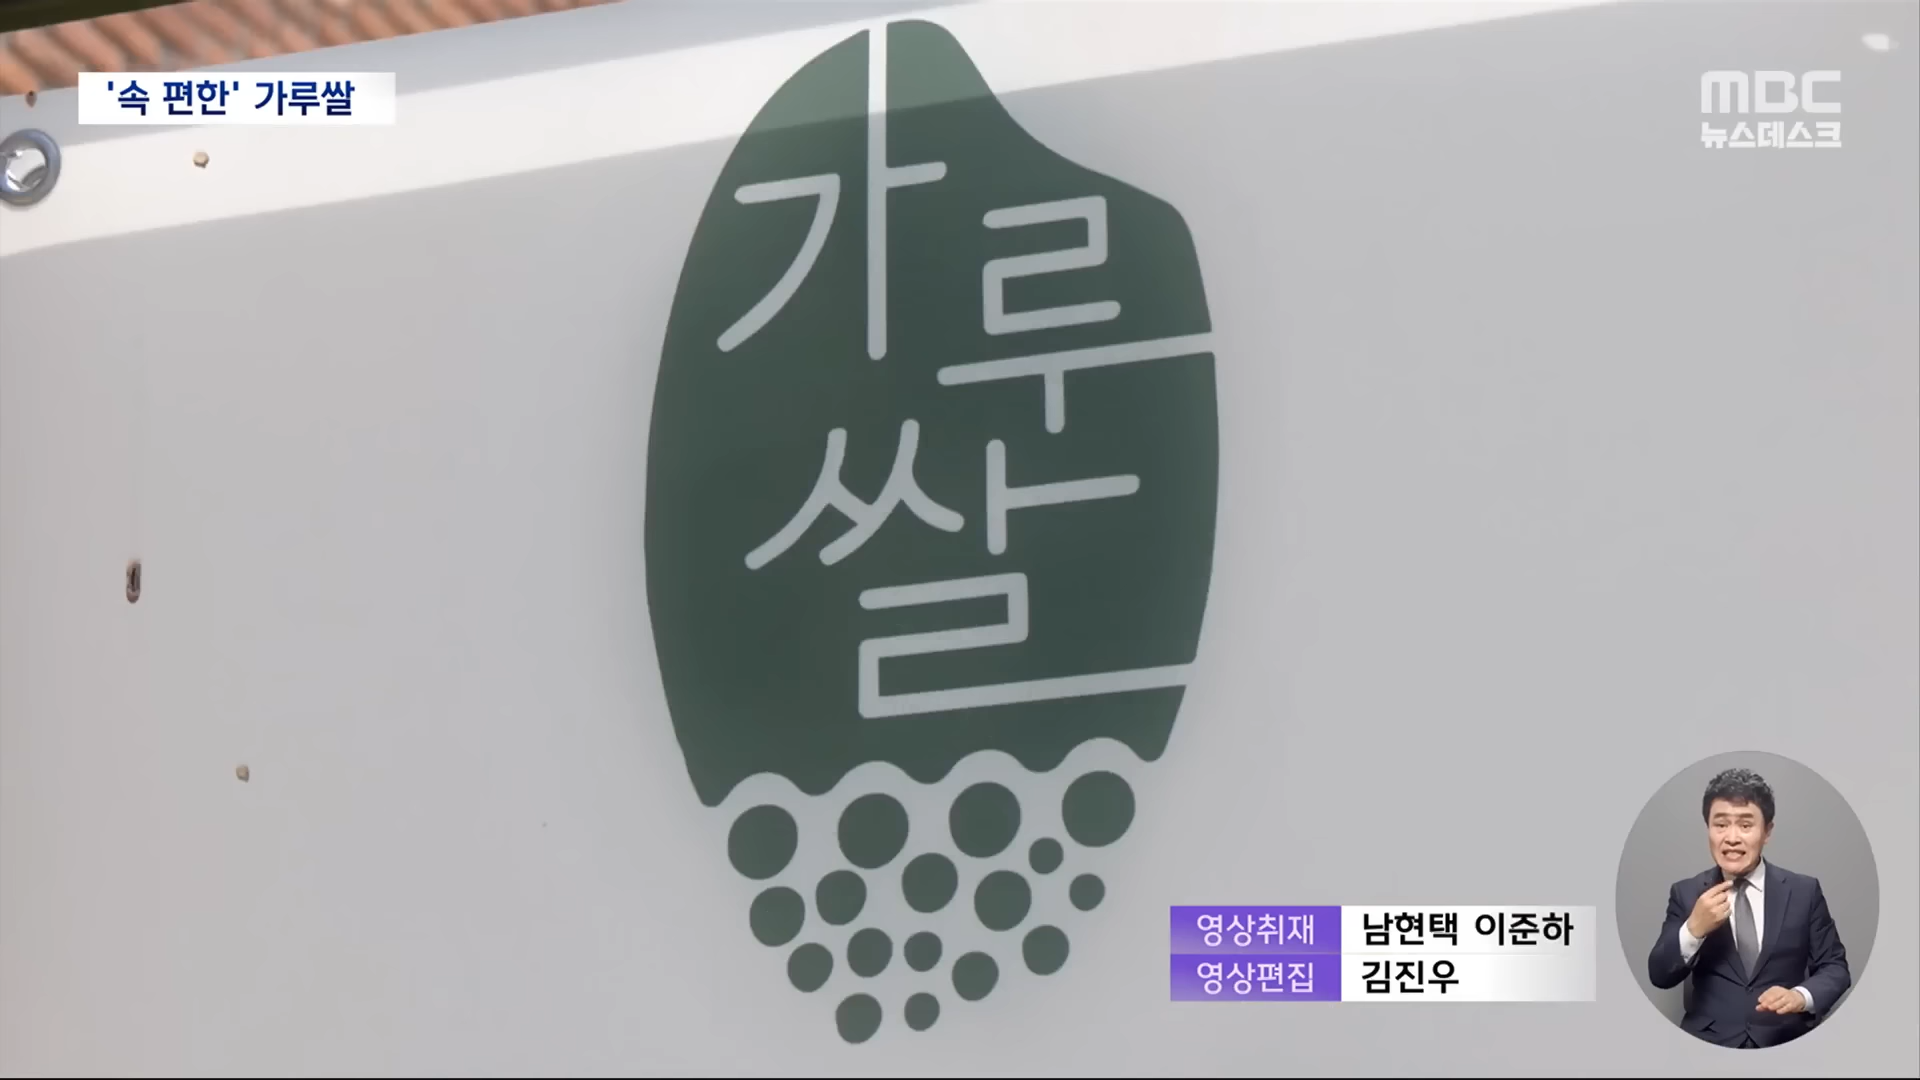 '속 편한' 가루쌀
MBC
뉴스데스크
가루
쌀
영상취재 남현택 이준하
영상편집 김진우